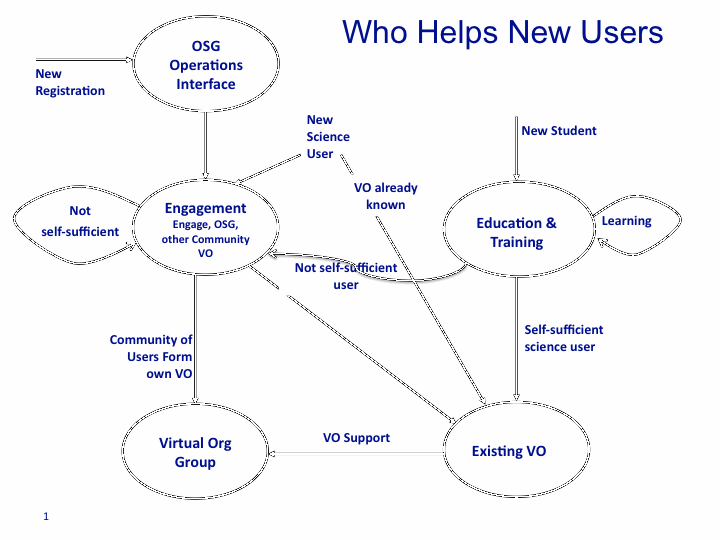 Who Helps New Users
OSG
Operations
Interface
New
Registration
New
Science
User
New Student
VO already
known
Not
self-sufficient
Engagement
Engage, OSG,
other Community
VO
Education &
Training
Learning
Not self-sufficient
user
Community of
Users Form
own VO
Self-sufficient
science user
Virtual Org
Group
VO Support
Existing VO
1